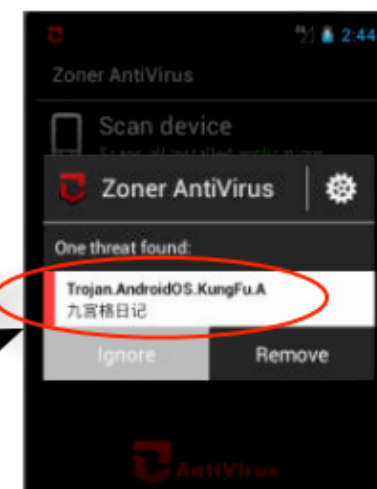 2:44
Zoner AntiVirus
Scan device
Zoner AntiVirus
One threat found:
Trojan.AndroidOS.KungFu.A
九宫格日记
Ignore
Remove
AntiVirus